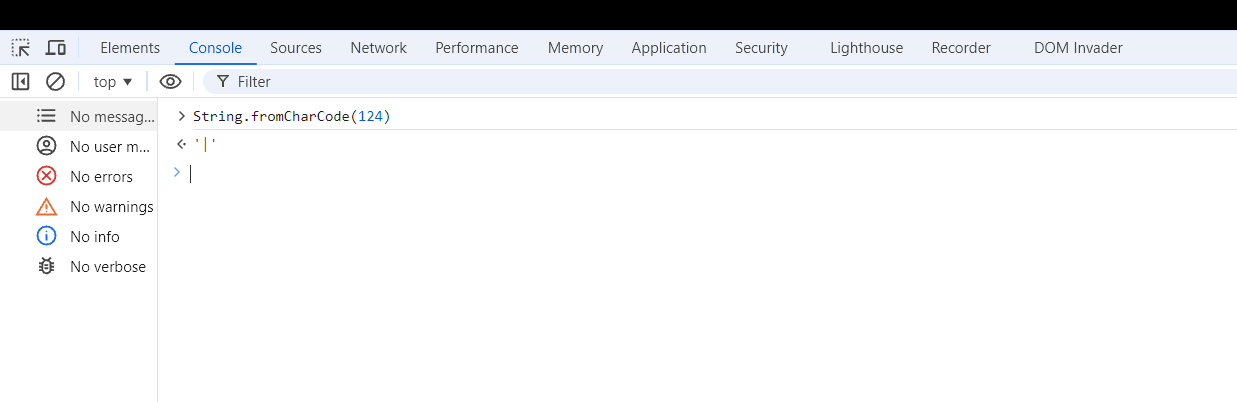 Elements Console Sources Network Performance Memory Application Security Lighthouse Recorder DOM Invader
top ▼ Filter
No messag...
No user m...
No errors
No warnings
No info
No verbose
> String.fromCharCode(124)
<· '|'
>